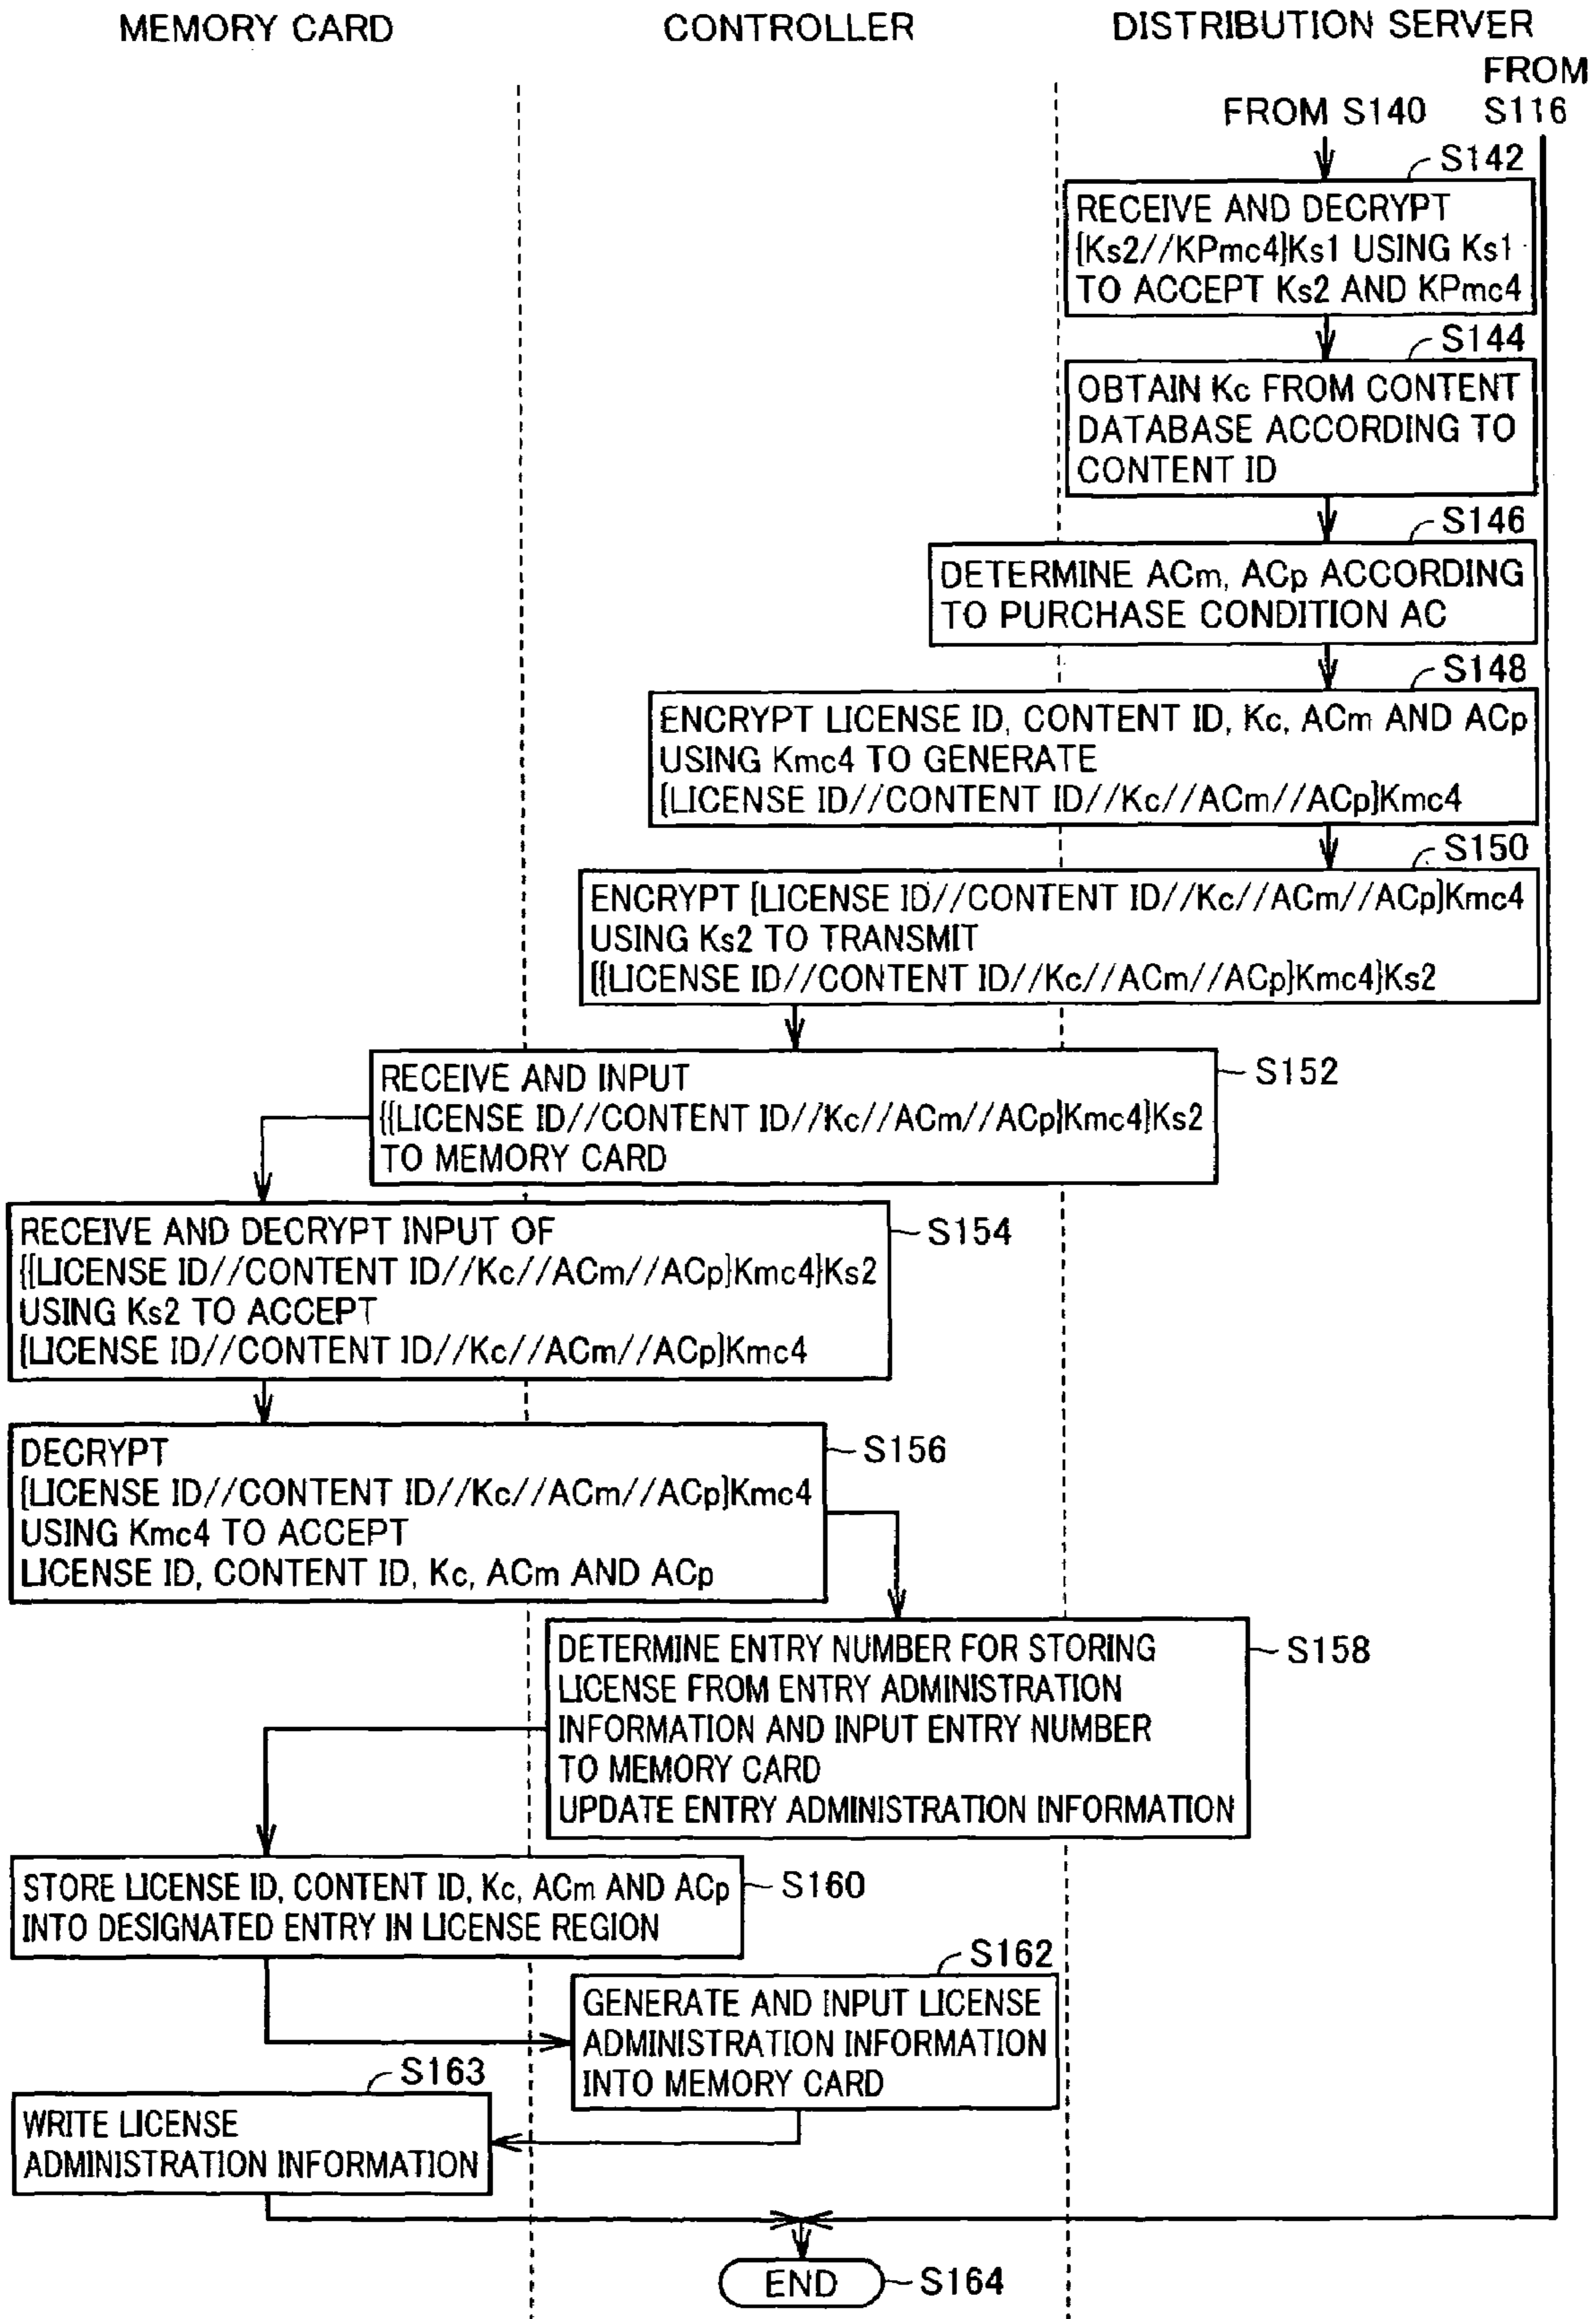 MEMORY CARD
CONTROLLER
DISTRIBUTION SERVER
FROM S140
FROM
S116
S142
RECEIVE AND DECRYPT
{Ks2//KPmc4}Ks1 USING Ks1
TO ACCEPT Ks2 AND KPmc4
S144
OBTAIN Kc FROM CONTENT
DATABASE ACCORDING TO
CONTENT ID
S146
DETERMINE ACm, ACp ACCORDING
TO PURCHASE CONDITION AC
S148
ENCRYPT LICENSE ID, CONTENT ID, Kc, ACm AND ACp
USING Kmc4 TO GENERATE
{LICENSE ID//CONTENT ID//Kc//ACm//ACp}Kmc4
S150
ENCRYPT {LICENSE ID//CONTENT ID//Kc//ACm//ACp}Kmc4
USING Ks2 TO TRANSMIT
{{LICENSE ID//CONTENT ID//Kc//ACm//ACp}Kmc4}Ks2
S152
RECEIVE AND INPUT
{{LICENSE ID//CONTENT ID//Kc//ACm//ACp}Kmc4}Ks2
TO MEMORY CARD
S154
RECEIVE AND DECRYPT INPUT OF
{{LICENSE ID//CONTENT ID//Kc//ACm//ACp}Kmc4}Ks2
USING Ks2 TO ACCEPT
{LICENSE ID//CONTENT ID//Kc//ACm//ACp}Kmc4
S156
DECRYPT
{LICENSE ID//CONTENT ID//Kc//ACm//ACp}Kmc4
USING Kmc4 TO ACCEPT
LICENSE ID, CONTENT ID, Kc, ACm AND ACp
S158
DETERMINE ENTRY NUMBER FOR STORING
LICENSE FROM ENTRY ADMINISTRATION
INFORMATION AND INPUT ENTRY NUMBER
TO MEMORY CARD
UPDATE ENTRY ADMINISTRATION INFORMATION
S160
STORE LICENSE ID, CONTENT ID, Kc, ACm AND ACp
INTO DESIGNATED ENTRY IN LICENSE REGION
S162
GENERATE AND INPUT LICENSE
ADMINISTRATION INFORMATION
INTO MEMORY CARD
S163
WRITE LICENSE
ADMINISTRATION INFORMATION
END
S164